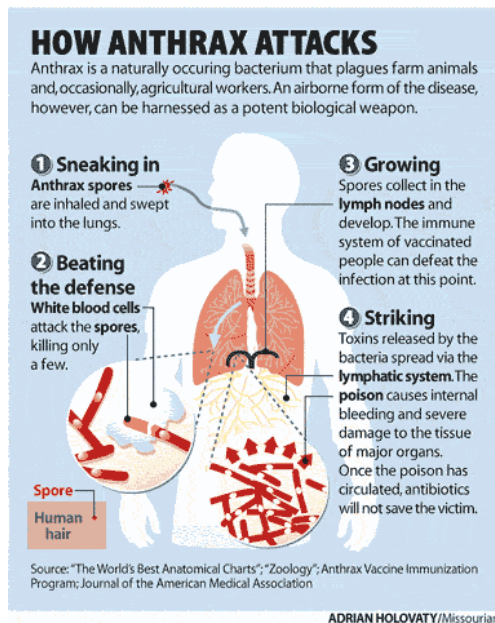 HOW ANTHRAX ATTACKS
Anthrax is a naturally occuring bacterium that plagues farm animals
and, occasionally, agricultural workers. An airborne form of the disease,
however, can be harnessed as a potent biological weapon.
1 Sneaking in
Anthrax spores
are inhaled and swept
into the lungs.
2 Beating
the defense
White blood cells
attack the spores,
killing only
a few.
3 Growing
Spores collect in the
lymph nodes and
develop. The immune
system of vaccinated
people can defeat the
infection at this point.
4 Striking
Toxins released by the
bacteria spread via the
lymphatic system. The
poison causes internal
bleeding and severe
damage to the tissue
of major organs.
Once the poison has
circulated, antibiotics
will not save the victim.
Spore
Human
hair
Source: "The World's Best Anatomical Charts"; "Zoology"; Anthrax Vaccine Immunization
Program; Journal of the American Medical Association
ADRIAN HOLOVATY/Missourian